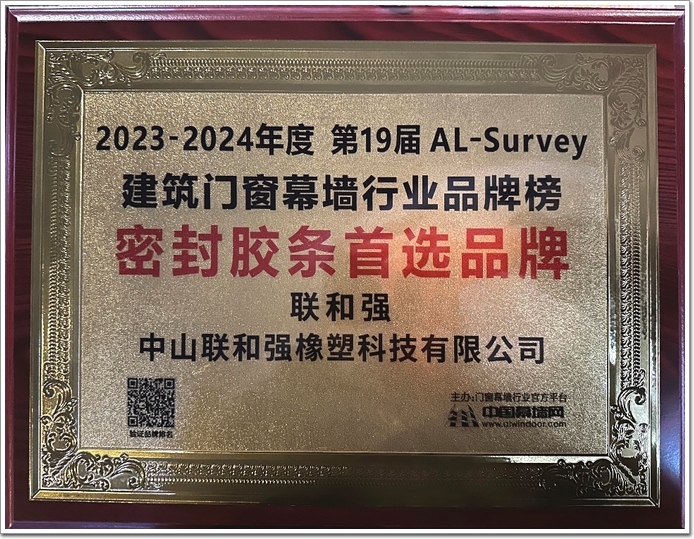 2023-2024年度 第19届 AL-Survey
建筑门窗幕墙行业品牌榜
密封胶条首选品牌
联和强
中山联和强橡塑科技有限公司
验证品牌排名
主办:门窗幕墙行业官方平台
中国幕墙网
www.alwindoor.com